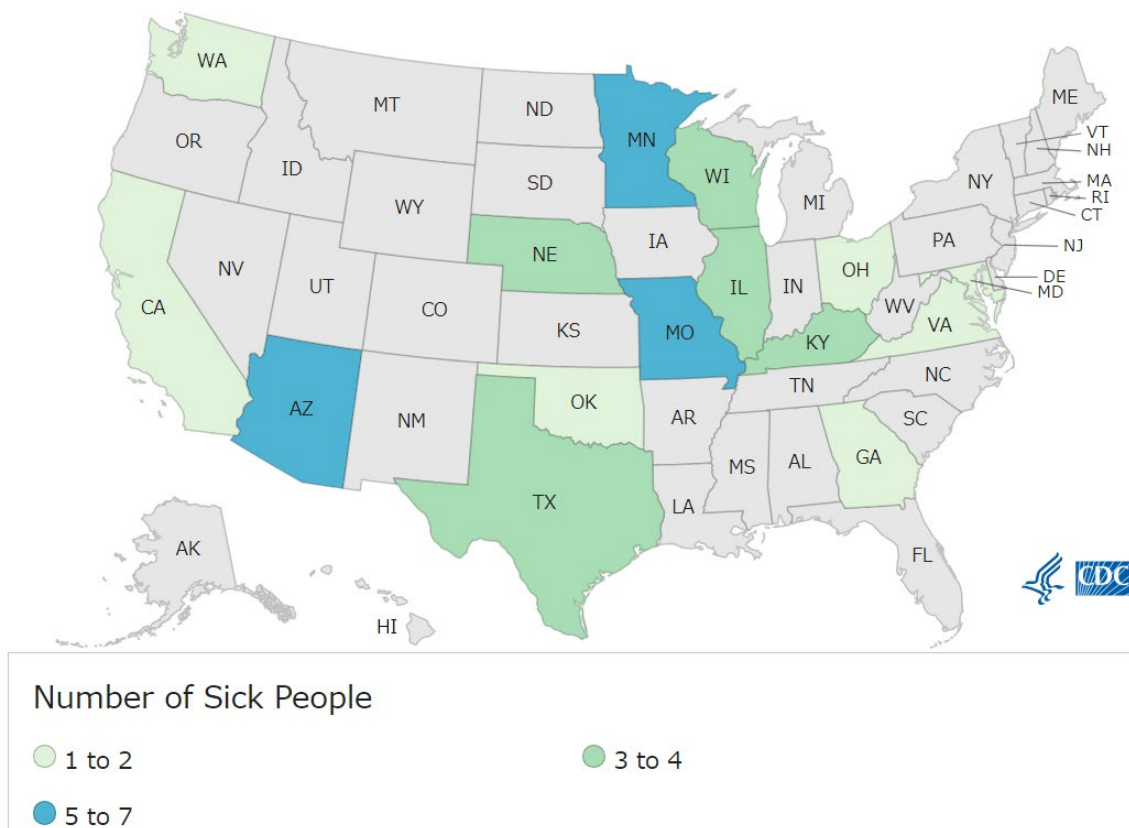 WA
MT
ND
MN
ME
VT
NH
OR
ID
SD
WI
NY
MA
RI
CT
WY
MI
NE
IA
PA
NJ
NV
UT
CO
IL
IN
OH
DE
MD
CA
KS
MO
WV
VA
KY
AZ
NM
OK
AR
TN
NC
SC
TX
LA
MS
AL
GA
FL
AK
HI
CDC
Number of Sick People
1 to 2
3 to 4
5 to 7